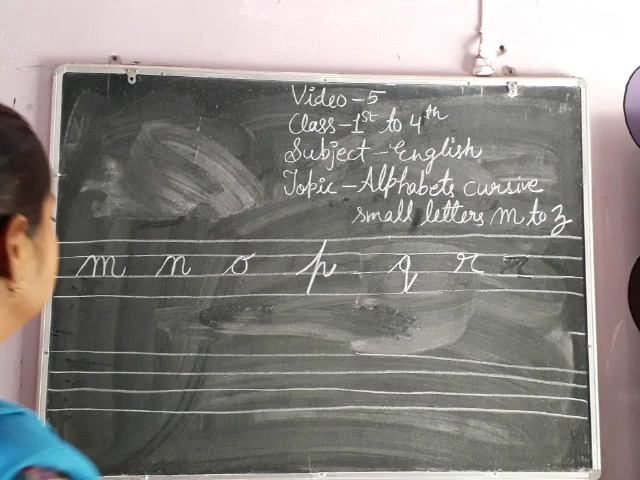 Video-5
Class-1st to 4th
Subject-English
Topic-Alphabets cursive
small letters m to z
m n o p q r